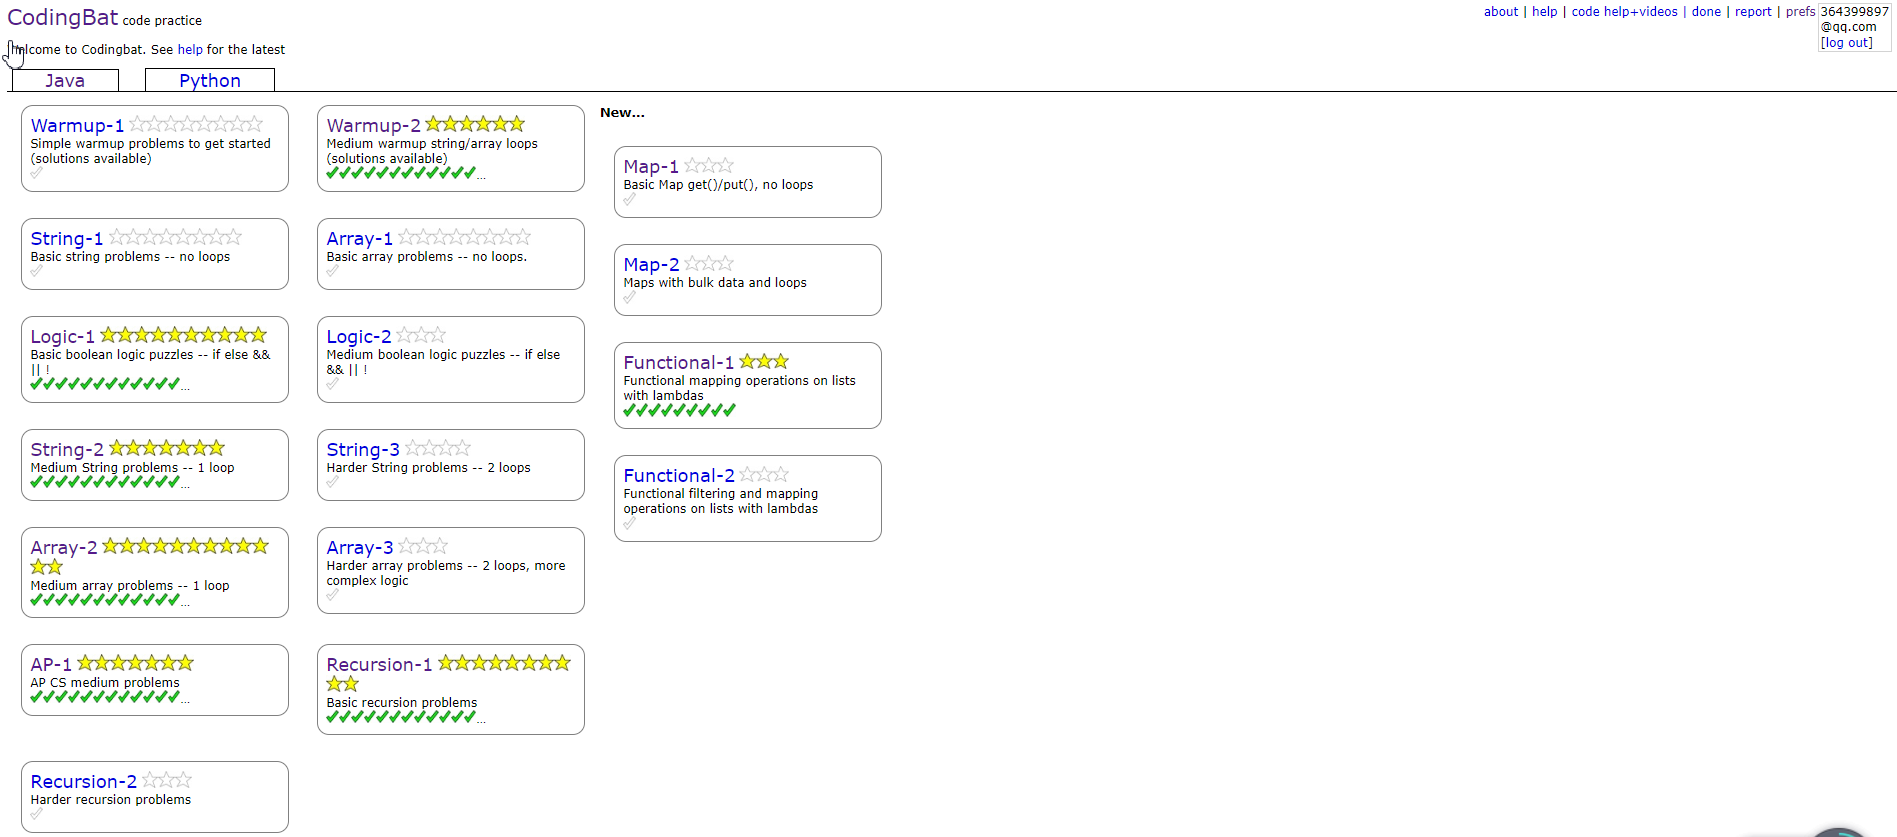 CodingBat code practice
about | help | code help+videos | done | report | prefs
364399897
@qq.com
[log out]
lcome to Codingbat. See help for the latest
Java
Python
Warmup-1
Simple warmup problems to get started
(solutions available)
Warmup-2
Medium warmup string/array loops
(solutions available)
...
String-1
Basic string problems -- no loops
Array-1
Basic array problems -- no loops.
Logic-1
Basic boolean logic puzzles -- if else &&
|| !
...
Logic-2
Medium boolean logic puzzles -- if else
&& || !
String-2
Medium String problems -- 1 loop
...
String-3
Harder String problems -- 2 loops
Array-2
Medium array problems -- 1 loop
...
Array-3
Harder array problems -- 2 loops, more
complex logic
AP-1
AP CS medium problems
...
Recursion-1
Basic recursion problems
...
Recursion-2
Harder recursion problems
New...
Map-1
Basic Map get()/put(), no loops
Map-2
Maps with bulk data and loops
Functional-1
Functional mapping operations on lists
with lambdas
Functional-2
Functional filtering and mapping
operations on lists with lambdas